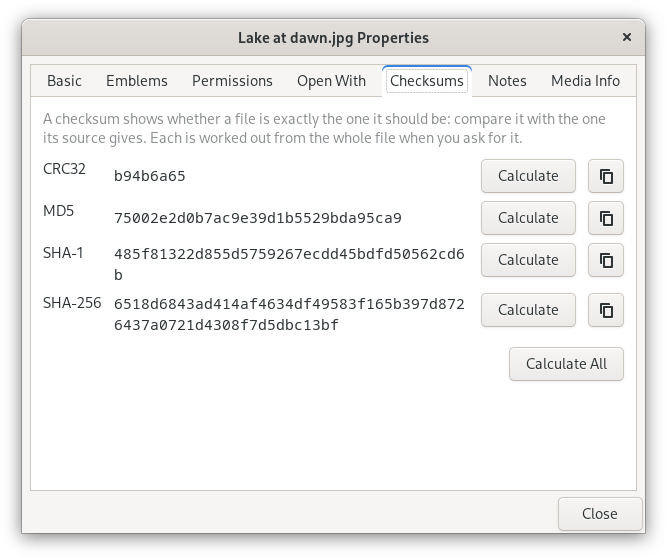 Lake at dawn.jpg Properties
×
Basic Emblems Permissions Open With Checksums Notes Media Info
A checksum shows whether a file is exactly the one it should be: compare it with the one
its source gives. Each is worked out from the whole file when you ask for it.
CRC32 b94b6a65 Calculate
MD5 75002e2d0b7ac9e39d1b5529bda95ca9 Calculate
SHA-1 485f81322d855d5759267ecdd45bdfd50562cd6 Calculate
b
SHA-256 6518d6843ad414af4634df49583f165b397d872 Calculate
6437a0721d4308f7d5dbc13bf
Calculate All
Close